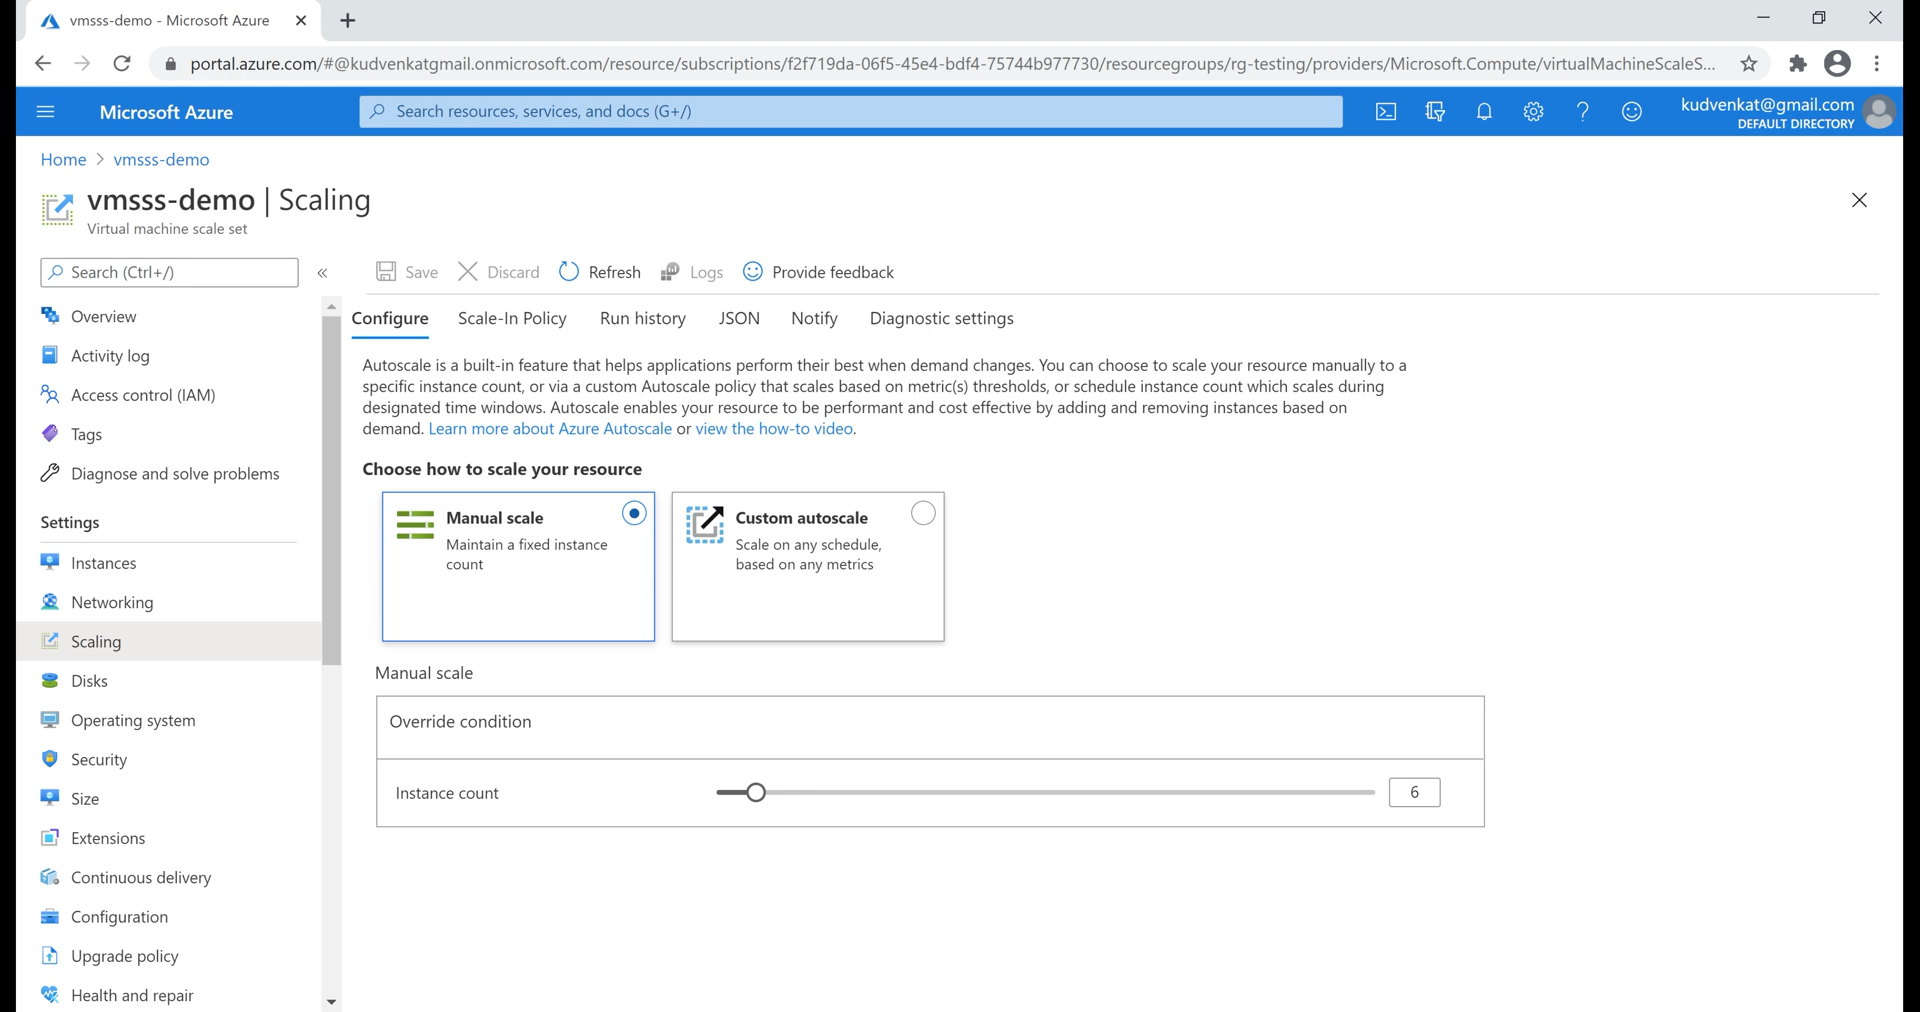 vmsss-demo - Microsoft Azure
portal.azure.com/#@kudvenkatgmail.onmicrosoft.com/resource/subscriptions/f2f719da-06f5-45e4-bdf4-75744b977730/resourcegroups/rg-testing/providers/Microsoft.Compute/virtualMachineScaleS...
Microsoft Azure
Search resources, services, and docs (G+/)
kudvenkat@gmail.com
DEFAULT DIRECTORY
Home > vmsss-demo
vmsss-demo | Scaling
Virtual machine scale set
Search (Ctrl+/)
«
Save
Discard
Refresh
Logs
Provide feedback
Overview
Activity log
Access control (IAM)
Tags
Diagnose and solve problems
Settings
Instances
Networking
Scaling
Disks
Operating system
Security
Size
Extensions
Continuous delivery
Configuration
Upgrade policy
Health and repair
Configure
Scale-In Policy
Run history
JSON
Notify
Diagnostic settings
Autoscale is a built-in feature that helps applications perform their best when demand changes. You can choose to scale your resource manually to a
specific instance count, or via a custom Autoscale policy that scales based on metric(s) thresholds, or schedule instance count which scales during
designated time windows. Autoscale enables your resource to be performant and cost effective by adding and removing instances based on
demand. Learn more about Azure Autoscale or view the how-to video.
Choose how to scale your resource
Manual scale
Maintain a fixed instance
count
Custom autoscale
Scale on any schedule,
based on any metrics
Manual scale
Override condition
Instance count
6